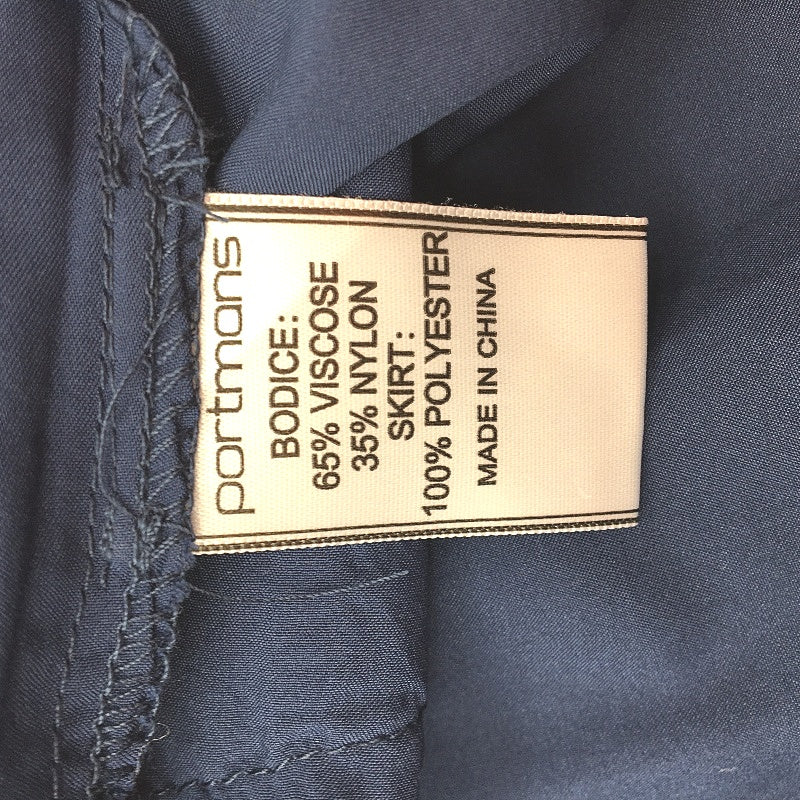 portmans
BODICE:
65% VISCOSE
35% NYLON
SKIRT:
100% POLYESTER
MADE IN CHINA